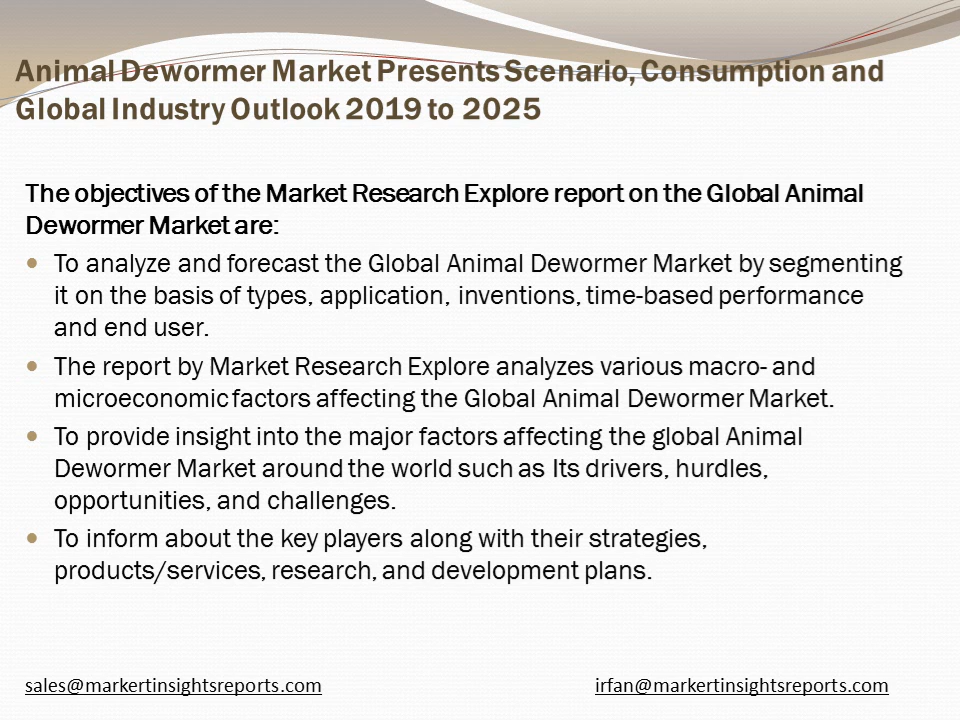 Animal Dewormer Market Presents Scenario, Consumption and
Global Industry Outlook 2019 to 2025
The objectives of the Market Research Explore report on the Global Animal
Dewormer Market are:
• To analyze and forecast the Global Animal Dewormer Market by segmenting
it on the basis of types, application, inventions, time-based performance
and end user.
• The report by Market Research Explore analyzes various macro- and
microeconomic factors affecting the Global Animal Dewormer Market.
• To provide insight into the major factors affecting the global Animal
Dewormer Market around the world such as Its drivers, hurdles,
opportunities, and challenges.
• To inform about the key players along with their strategies,
products/services, research, and development plans.
sales@markertinsightsreports.com irfan@markertinsightsreports.com